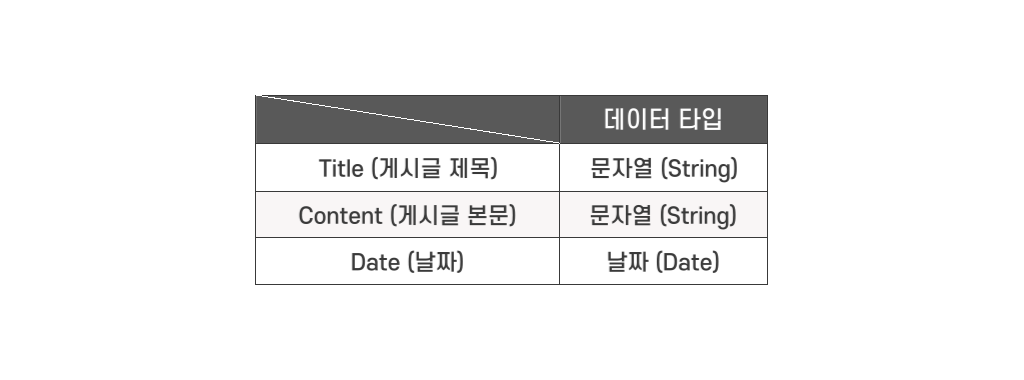 데이터 타입
Title (게시글 제목) 문자열 (String)
Content (게시글 본문) 문자열 (String)
Date (날짜) 날짜 (Date)